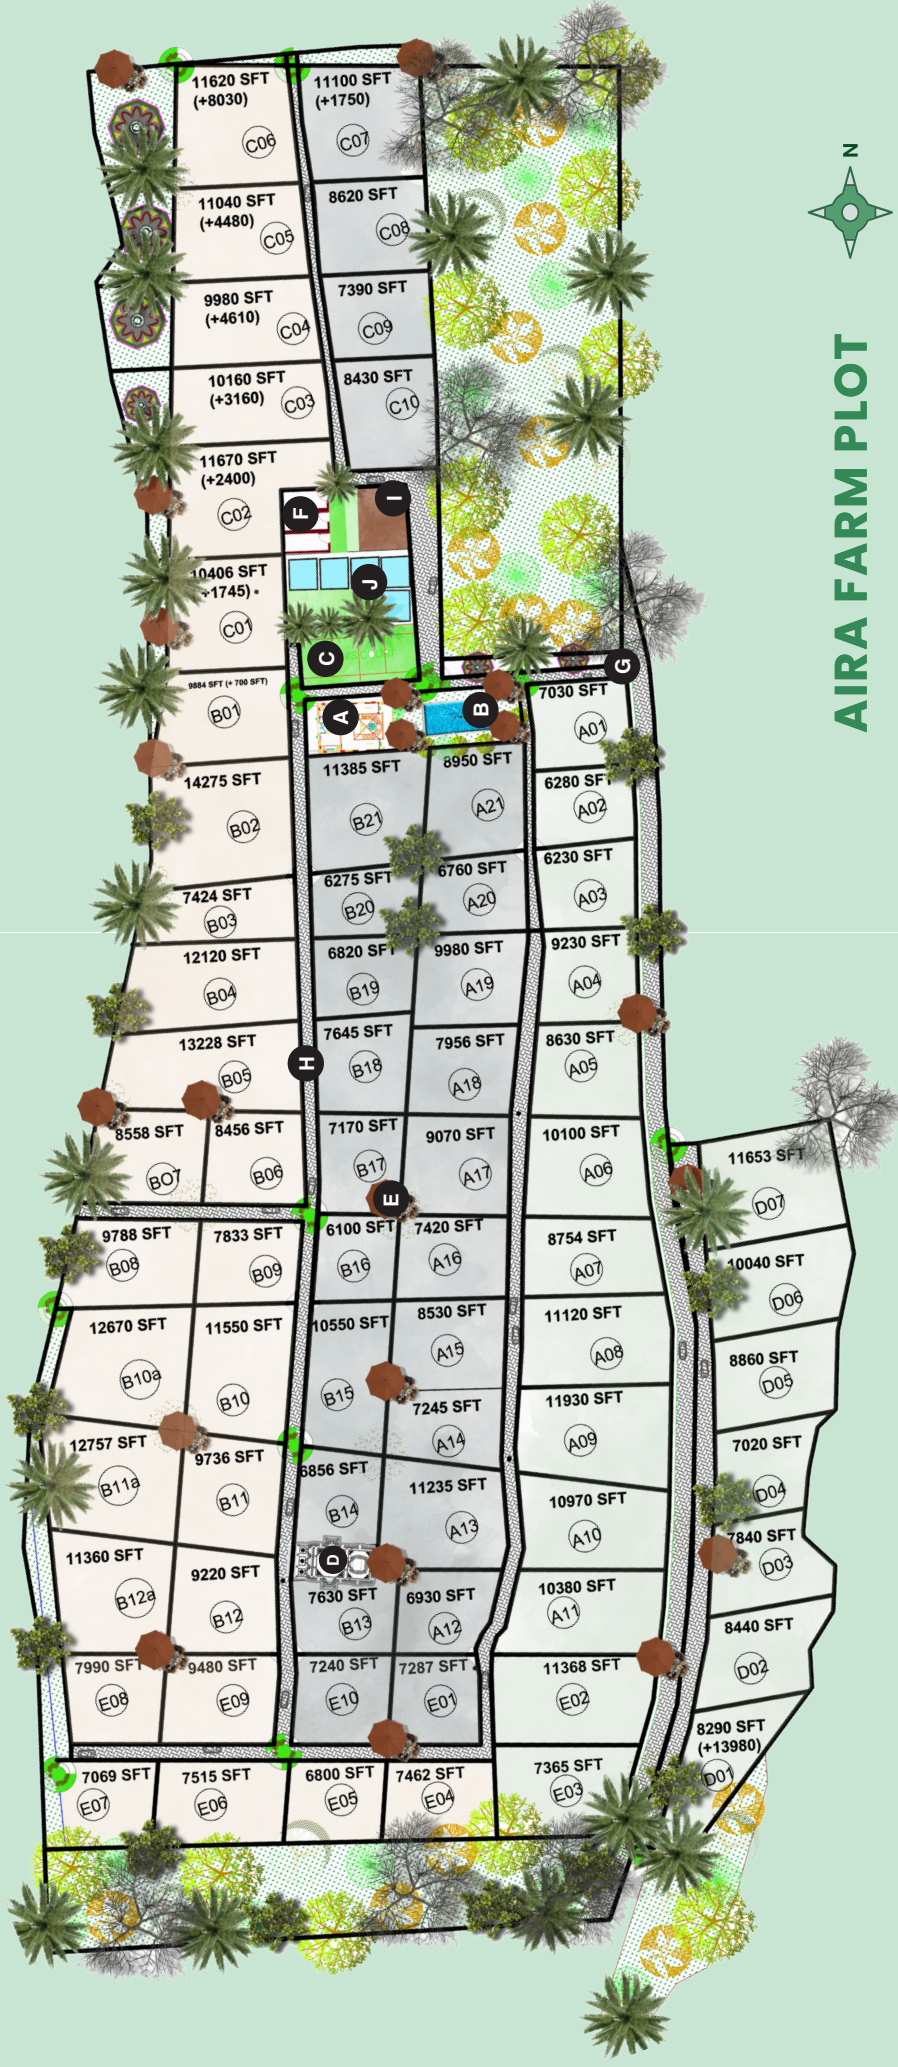 11620 SFT
(+8030)
C06
11100 SFT
(+1750)
C07
N
11040 SFT
(+4480)
C05
8620 SFT
C08
9980 SFT
(+4610)
C04
7390 SFT
C09
10160 SFT
(+3160)
C03
8430 SFT
C10
AIRA FARM PLOT
11670 SFT
(+2400)
C02
F
I
10406 SFT
+1745)
C01
J
C
G
9884 SFT (+ 700 SFT)
B01
A
B
7030 SFT
A01
14275 SFT
B02
11385 SFT
B21
8950 SFT
A21
6280 SFT
A02
7424 SFT
B03
6275 SFT
B20
6760 SFT
A20
6230 SFT
A03
12120 SFT
B04
6820 SFT
B19
9980 SFT
A19
9230 SFT
A04
13228 SFT
B05
H
7645 SFT
B18
7956 SFT
A18
8630 SFT
A05
8558 SFT
BO7
8456 SFT
B06
7170 SFT
B17
E
9070 SFT
A17
10100 SFT
A06
11653 SFT
D07
9788 SFT
B08
7833 SFT
B09
6100 SFT
B16
7420 SFT
A16
8754 SFT
A07
10040 SFT
D06
12670 SFT
B10a
11550 SFT
B10
10550 SFT
B15
8530 SFT
A15
11120 SFT
A08
8860 SFT
D05
7245 SFT
A14
11930 SFT
A09
7020 SFT
D04
12757 SFT
B11a
9736 SFT
B11
6856 SFT
B14
11235 SFT
A13
10970 SFT
A10
7840 SFT
D03
11360 SFT
B12a
9220 SFT
B12
D
7630 SFT
B13
6930 SFT
A12
10380 SFT
A11
8440 SFT
D02
7990 SFT
E08
9480 SFT
E09
7240 SFT
E10
7287 SFT
E01
11368 SFT
E02
8290 SFT
(+13980)
D01
7069 SFT
E07
7515 SFT
E06
6800 SFT
E05
7462 SFT
E04
7365 SFT
E03